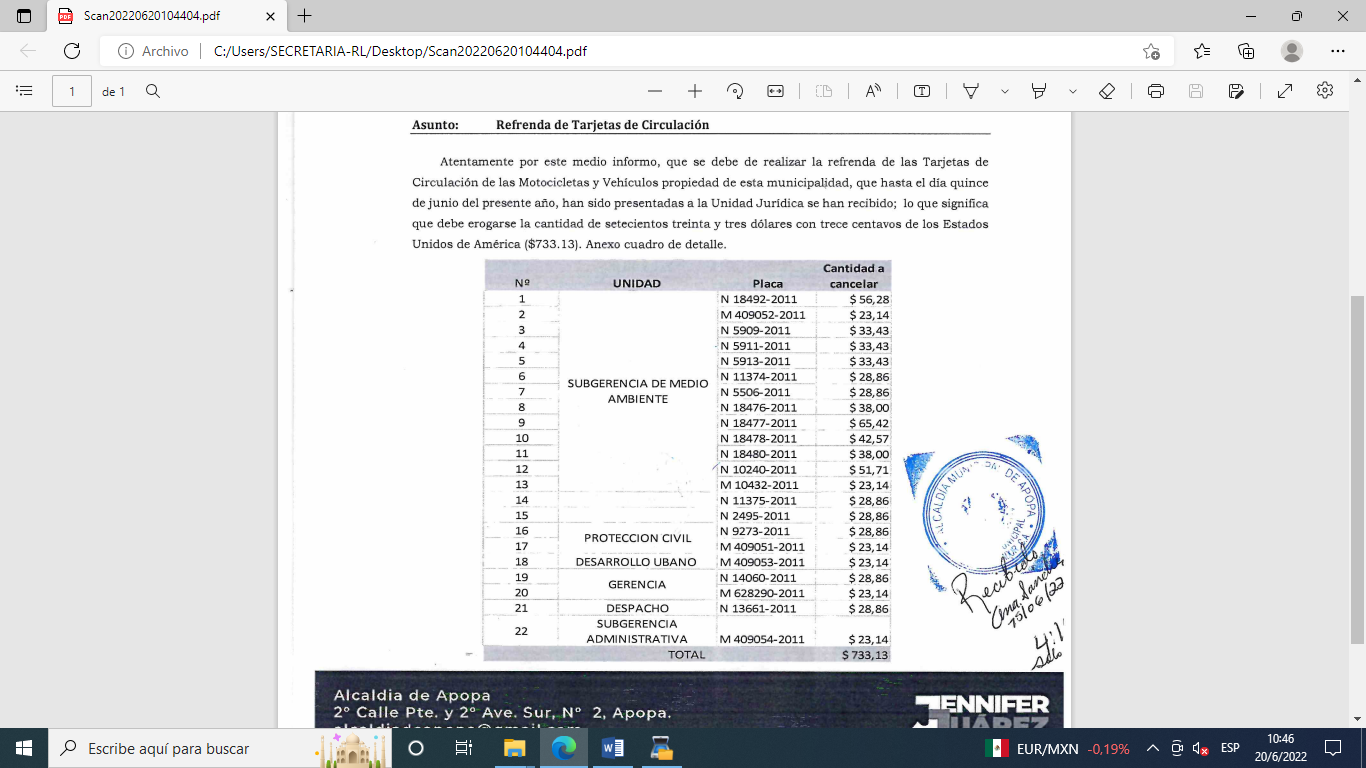 Scan20220620104404.pdf
Archivo
C:/Users/SECRETARIA-RL/Desktop/Scan20220620104404.pdf
1 de 1
Asunto: Refrenda de Tarjetas de Circulación
Atentamente por este medio informo, que se debe de realizar la refrenda de las Tarjetas de
Circulación de las Motocicletas y Vehículos propiedad de esta municipalidad, que hasta el día quince
de junio del presente año, han sido presentadas a la Unidad Jurídica se han recibido; lo que significa
que debe erogarse la cantidad de setecientos treinta y tres dólares con trece centavos de los Estados
Unidos de América ($733.13). Anexo cuadro de detalle.
Nº UNIDAD Placa Cantidad a
cancelar
1 N 18492-2011 $ 56,28
2 M 409052-2011 $ 23,14
3 N 5909-2011 $ 33,43
4 N 5911-2011 $ 33,43
5 N 5913-2011 $ 33,43
6 N 11374-2011 $ 28,86
SUBGERENCIA DE MEDIO
AMBIENTE
7 N 5506-2011 $ 28,86
8 N 18476-2011 $ 38,00
9 N 18477-2011 $ 65,42
10 N 18478-2011 $ 42,57
11 N 18480-2011 $ 38,00
12 N 10240-2011 $ 51,71
13 M 10432-2011 $ 23,14
14 N 11375-2011 $ 28,86
15 N 2495-2011 $ 28,86
16 N 9273-2011 $ 28,86
PROTECCION CIVIL
17 M 409051-2011 $ 23,14
18 DESARROLLO UBANO M 409053-2011 $ 23,14
19 N 14060-2011 $ 28,86
GERENCIA
20 M 628290-2011 $ 23,14
21 DESPACHO N 13661-2011 $ 28,86
22 SUBGERENCIA
ADMINISTRATIVA M 409054-2011 $ 23,14
TOTAL $ 733,13
ALCALDIA MUNICIPAL DE APOPA
Recibido
15/06/22
Alcaldia de Apopa
2º Calle Pte. y 2º Ave. Sur, Nº 2, Apopa.
JENNIFER
JUÁREZ
Escribe aquí para buscar
EUR/MXN -0,19%
ESP
10:46
20/6/2022